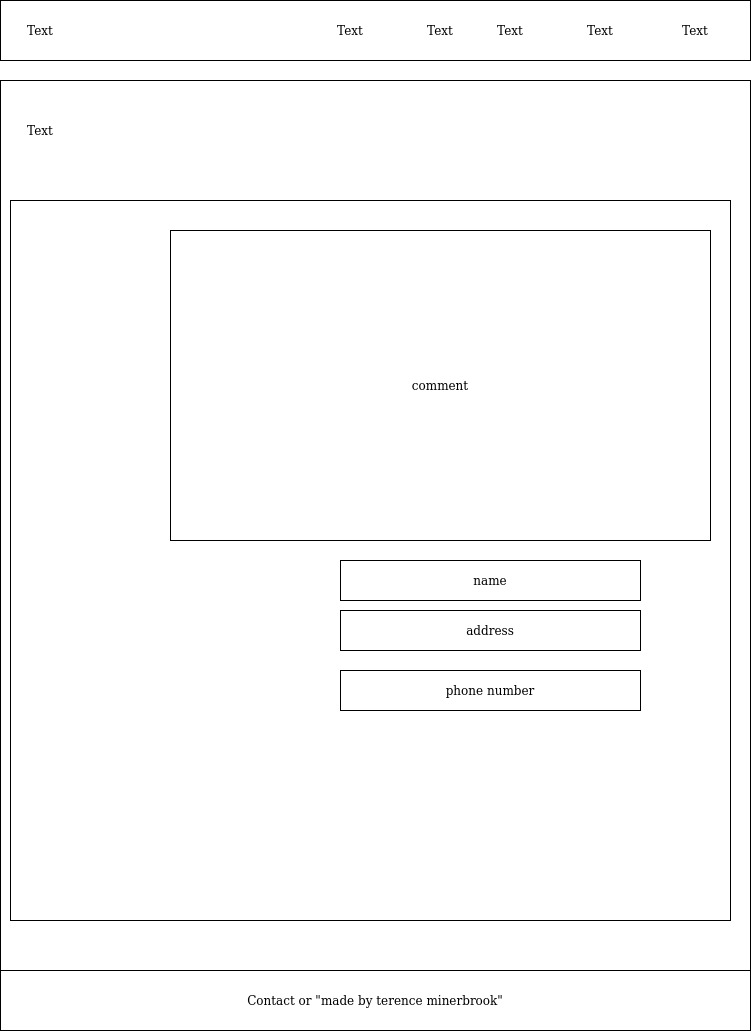 Text Text Text Text Text Text
Text
comment
name
address
phone number
Contact or "made by terence minerbrook"